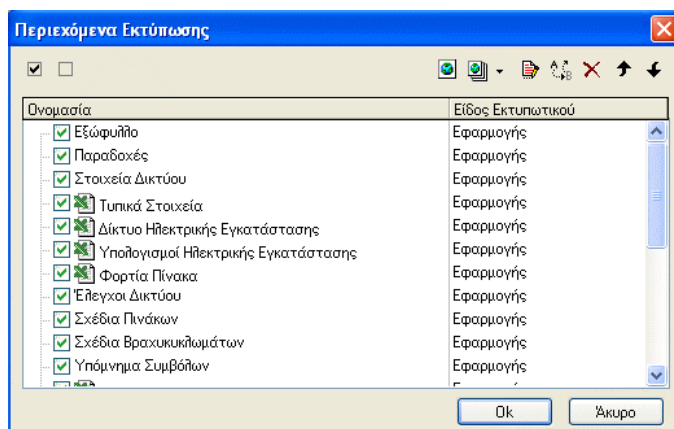 Περιεχόμενα Εκτύπωσης
Ονομασία Είδος Εκτυπωτικού
Εξώφυλλο Εφαρμογής
Παραδοχές Εφαρμογής
Στοιχεία Δικτύου Εφαρμογής
Τυπικά Στοιχεία Εφαρμογής
Δίκτυο Ηλεκτρικής Εγκατάστασης Εφαρμογής
Υπολογισμοί Ηλεκτρικής Εγκατάστασης Εφαρμογής
Φορτία Πίνακα Εφαρμογής
Έλεγχοι Δικτύου Εφαρμογής
Σχέδια Πινάκων Εφαρμογής
Σχέδια Βραχυκυκλωμάτων Εφαρμογής
Υπόμνημα Συμβόλων Εφαρμογής
Ok Άκυρο